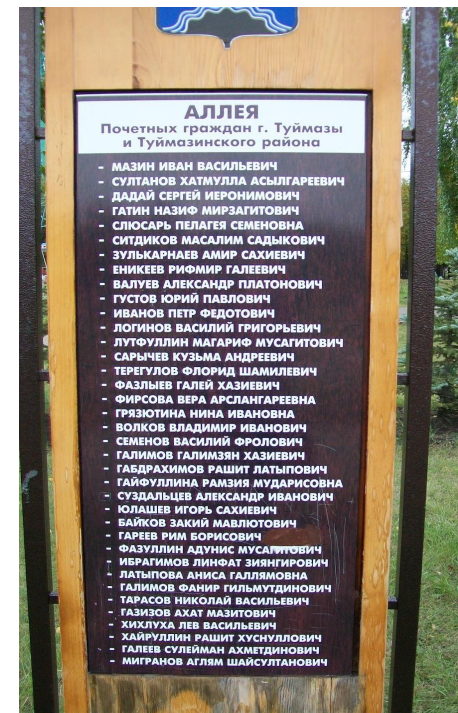 АЛЛЕЯ
Почетных граждан г. Туймазы
и Туймазинского района
- МАЗИН ИВАН ВАСИЛЬЕВИЧ
- СУЛТАНОВ ХАТМУЛЛА АСЫЛГАРЕЕВИЧ
- ДАДАЙ СЕРГЕЙ ИЕРОНИМОВИЧ
- ГАТИН НАЗИФ МИРЗАГИТОВИЧ
- СЛЮСАРЬ ПЕЛАГЕЯ СЕМЕНОВНА
- СИТДИКОВ МАСАЛИМ САДЫКОВИЧ
- ЗУЛЬКАРНАЕВ АМИР САХИЕВИЧ
- ЕНИКЕЕВ РИФМИР ГАЛЕЕВИЧ
- ВАЛУЕВ АЛЕКСАНДР ПЛАТОНОВИЧ
- ГУСТОВ ЮРИЙ ПАВЛОВИЧ
- ИВАНОВ ПЕТР ФЕДОТОВИЧ
- ЛОГИНОВ ВАСИЛИЙ ГРИГОРЬЕВИЧ
- ЛУТФУЛЛИН МАГАРИФ МУСАГИТОВИЧ
- САРЫЧЕВ КУЗЬМА АНДРЕЕВИЧ
- ТЕРЕГУЛОВ ФЛОРИД ШАМИЛЕВИЧ
- ФАЗЛЫЕВ ГАЛЕЙ ХАЗИЕВИЧ
- ФИРСОВА ВЕРА АРСЛАНГАРЕЕВНА
- ГРЯЗЮТИНА НИНА ИВАНОВНА
- ВОЛКОВ ВЛАДИМИР ИВАНОВИЧ
- СЕМЕНОВ ВАСИЛИЙ ФРОЛОВИЧ
- ГАЛИМОВ ГАЛИМЗЯН ХАЗИЕВИЧ
- ГАБДРАХИМОВ РАШИТ ЛАТЫПОВИЧ
- ГАЙФУЛЛИНА РАМЗИЯ МУДАРИСОВНА
- СУЗДАЛЬЦЕВ АЛЕКСАНДР ИВАНОВИЧ
- ЮЛАШЕВ ИГОРЬ САХИЕВИЧ
- БАЙКОВ ЗАКИЙ МАВЛЮТОВИЧ
- ГАРЕЕВ РИМ БОРИСОВИЧ
- ФАЗУЛЛИН АДУНИС МУСАГИТОВИЧ
- ИБРАГИМОВ ЛИНФАТ ЗИЯНГИРОВИЧ
- ЛАТЫПОВА АНИСА ГАЛЛЯМОВНА
- ГАЛИМОВ ФАНИР ГИЛЬМУТДИНОВИЧ
- ТАРАСОВ НИКОЛАЙ ВАСИЛЬЕВИЧ
- ГАЗИЗОВ АХАТ МАЗИТОВИЧ
- ХИХЛУХА ЛЕВ ВАСИЛЬЕВИЧ
- ХАЙРУЛЛИН РАШИТ ХУСНУЛЛОВИЧ
- ГАЛЕЕВ СУЛЕЙМАН АХМЕТДИНОВИЧ
- МИГРАНОВ АГЛЯМ ШАЙСУЛТАНОВИЧ